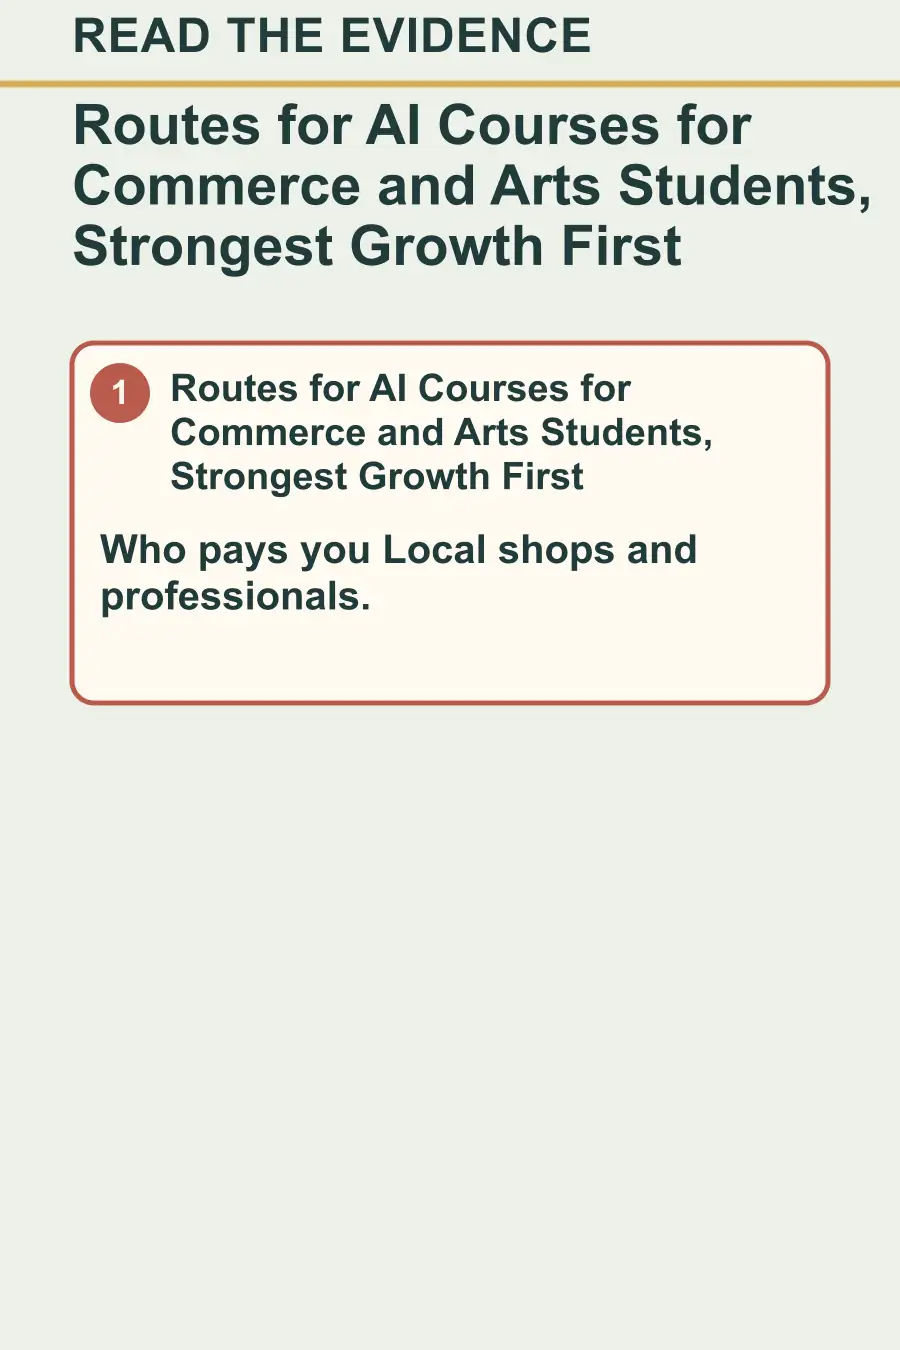 READ THE EVIDENCE
Routes for AI Courses for
Commerce and Arts Students,
Strongest Growth First
1
Routes for AI Courses for
Commerce and Arts Students,
Strongest Growth First
Who pays you Local shops and
professionals.